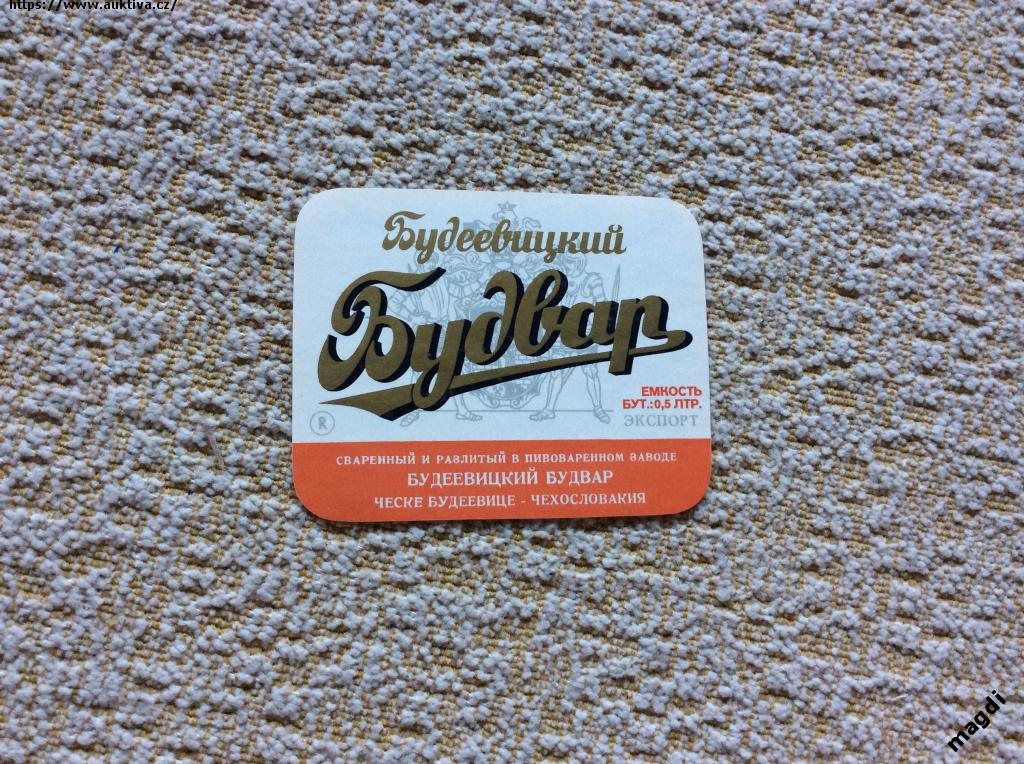 https://www.auktiva.cz/
Будеевицкий
Будвар
ЕМКОСТЬ
БУТ.:0,5 ЛТР.
ЭКСПОРТ
®
СВАРЕННЫЙ И РАЗЛИТЫЙ В ПИВОВАРЕННОМ ЗАВОДЕ
БУДЕЕВИЦКИЙ БУДВАР
ЧЕСКЕ БУДЕЕВИЦЕ - ЧЕХОСЛОВАКИЯ
magdi